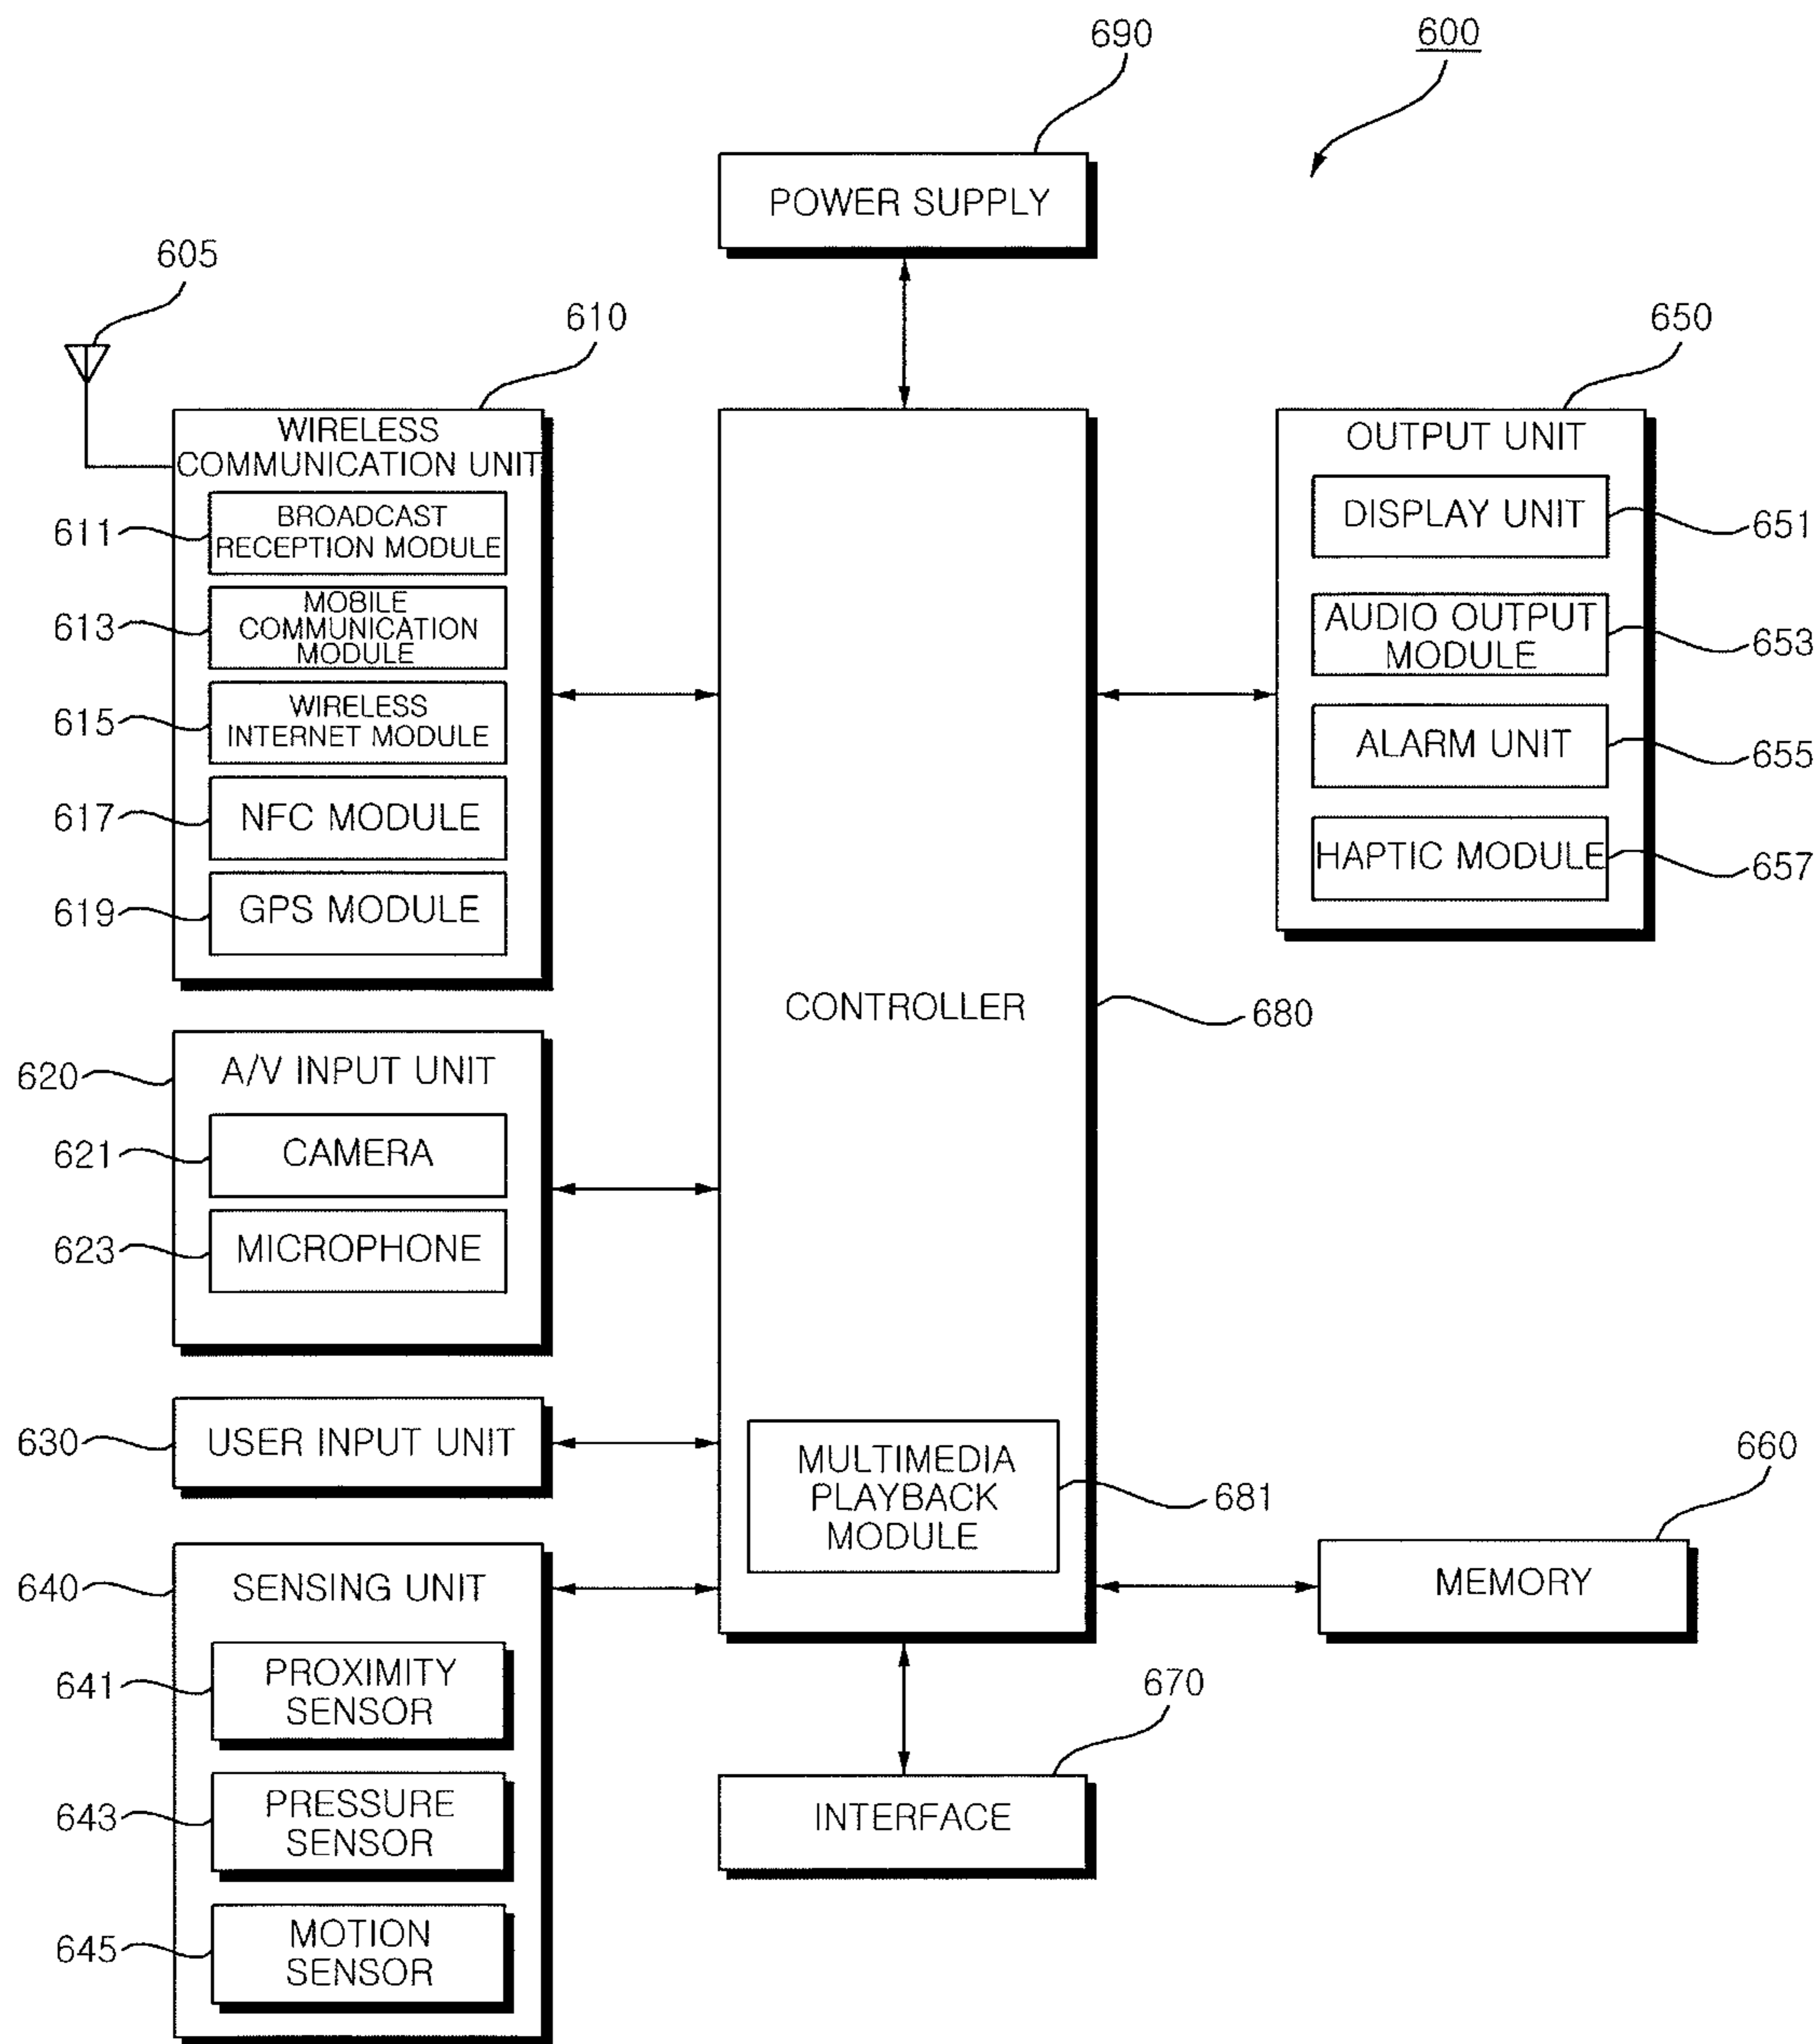 690
600
POWER SUPPLY
605
610
650
WIRELESS
COMMUNICATION UNIT
611
BROADCAST
RECEPTION MODULE
613
MOBILE
COMMUNICATION
MODULE
615
WIRELESS
INTERNET MODULE
617
NFC MODULE
619
GPS MODULE
OUTPUT UNIT
DISPLAY UNIT
651
AUDIO OUTPUT
MODULE
653
ALARM UNIT
655
HAPTIC MODULE
657
CONTROLLER
680
620
A/V INPUT UNIT
621
CAMERA
623
MICROPHONE
630
USER INPUT UNIT
MULTIMEDIA
PLAYBACK
MODULE
681
660
MEMORY
640
SENSING UNIT
641
PROXIMITY
SENSOR
643
PRESSURE
SENSOR
645
MOTION
SENSOR
670
INTERFACE